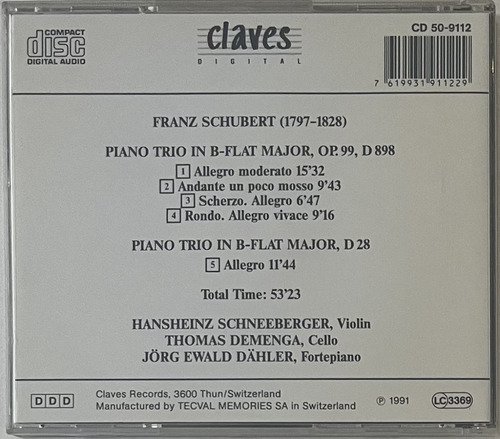 COMPACT
disc
DIGITAL AUDIO
claves
DIGITAL
CD 50-9112
7 619931 911229
FRANZ SCHUBERT (1797–1828)
PIANO TRIO IN B-FLAT MAJOR, OP. 99, D 898
1 Allegro moderato 15'32
2 Andante un poco mosso 9'43
3 Scherzo. Allegro 6'47
4 Rondo. Allegro vivace 9'16
PIANO TRIO IN B-FLAT MAJOR, D 28
5 Allegro 11'44
Total Time: 53'23
HANSHEINZ SCHNEEBERGER, Violin
THOMAS DEMENGA, Cello
JÖRG EWALD DÄHLER, Fortepiano
DDD
Claves Records, 3600 Thun/Switzerland
Manufactured by TECVAL MEMORIES SA in Switzerland
℗ 1991
LC 3369